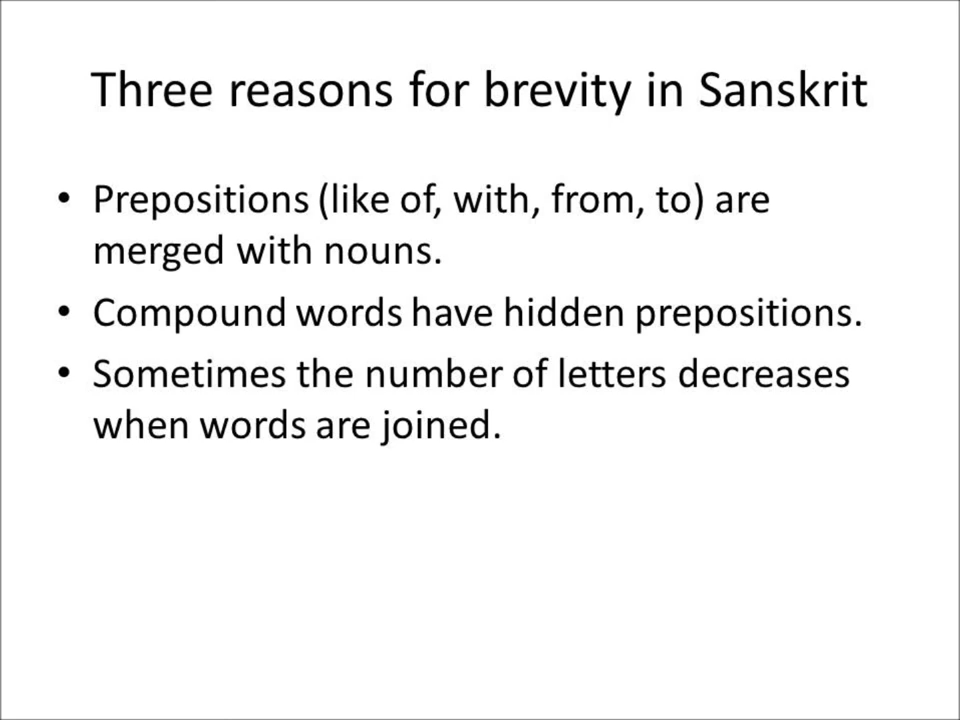 Three reasons for brevity in Sanskrit
• Prepositions (like of, with, from, to) are
merged with nouns.
• Compound words have hidden prepositions.
• Sometimes the number of letters decreases
when words are joined.